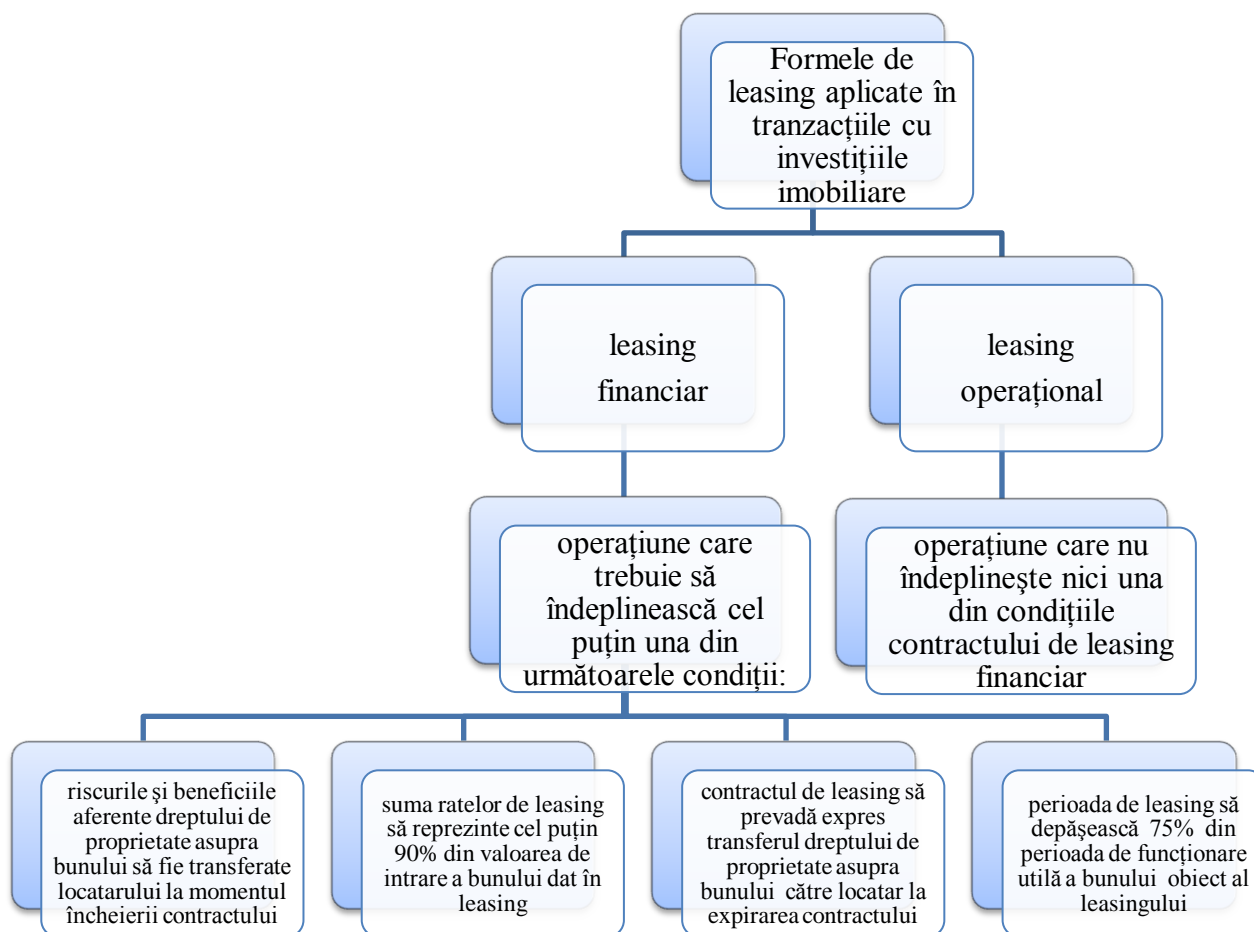 Formele de
leasing aplicate în
tranzacțiile cu
investițiile
imobiliare
leasing
financiar
leasing
operațional
operațiune care
trebuie să
îndeplinească cel
puțin una din
următoarele condiții:
operațiune care nu
îndeplinește nici una
din condițiile
contractului de leasing
financiar
riscurile și beneficiile
aferente dreptului de
proprietate asupra
bunului să fie transferate
locatarului la momentul
încheierii contractului
suma ratelor de leasing
să reprezinte cel puțin
90% din valoarea de
intrare a bunului dat în
leasing
contractul de leasing să
prevadă expres
transferul dreptului de
proprietate asupra
bunului către locatar la
expirarea contractului
perioada de leasing să
depășească 75% din
perioada de funcționare
utilă a bunului obiect al
leasingului